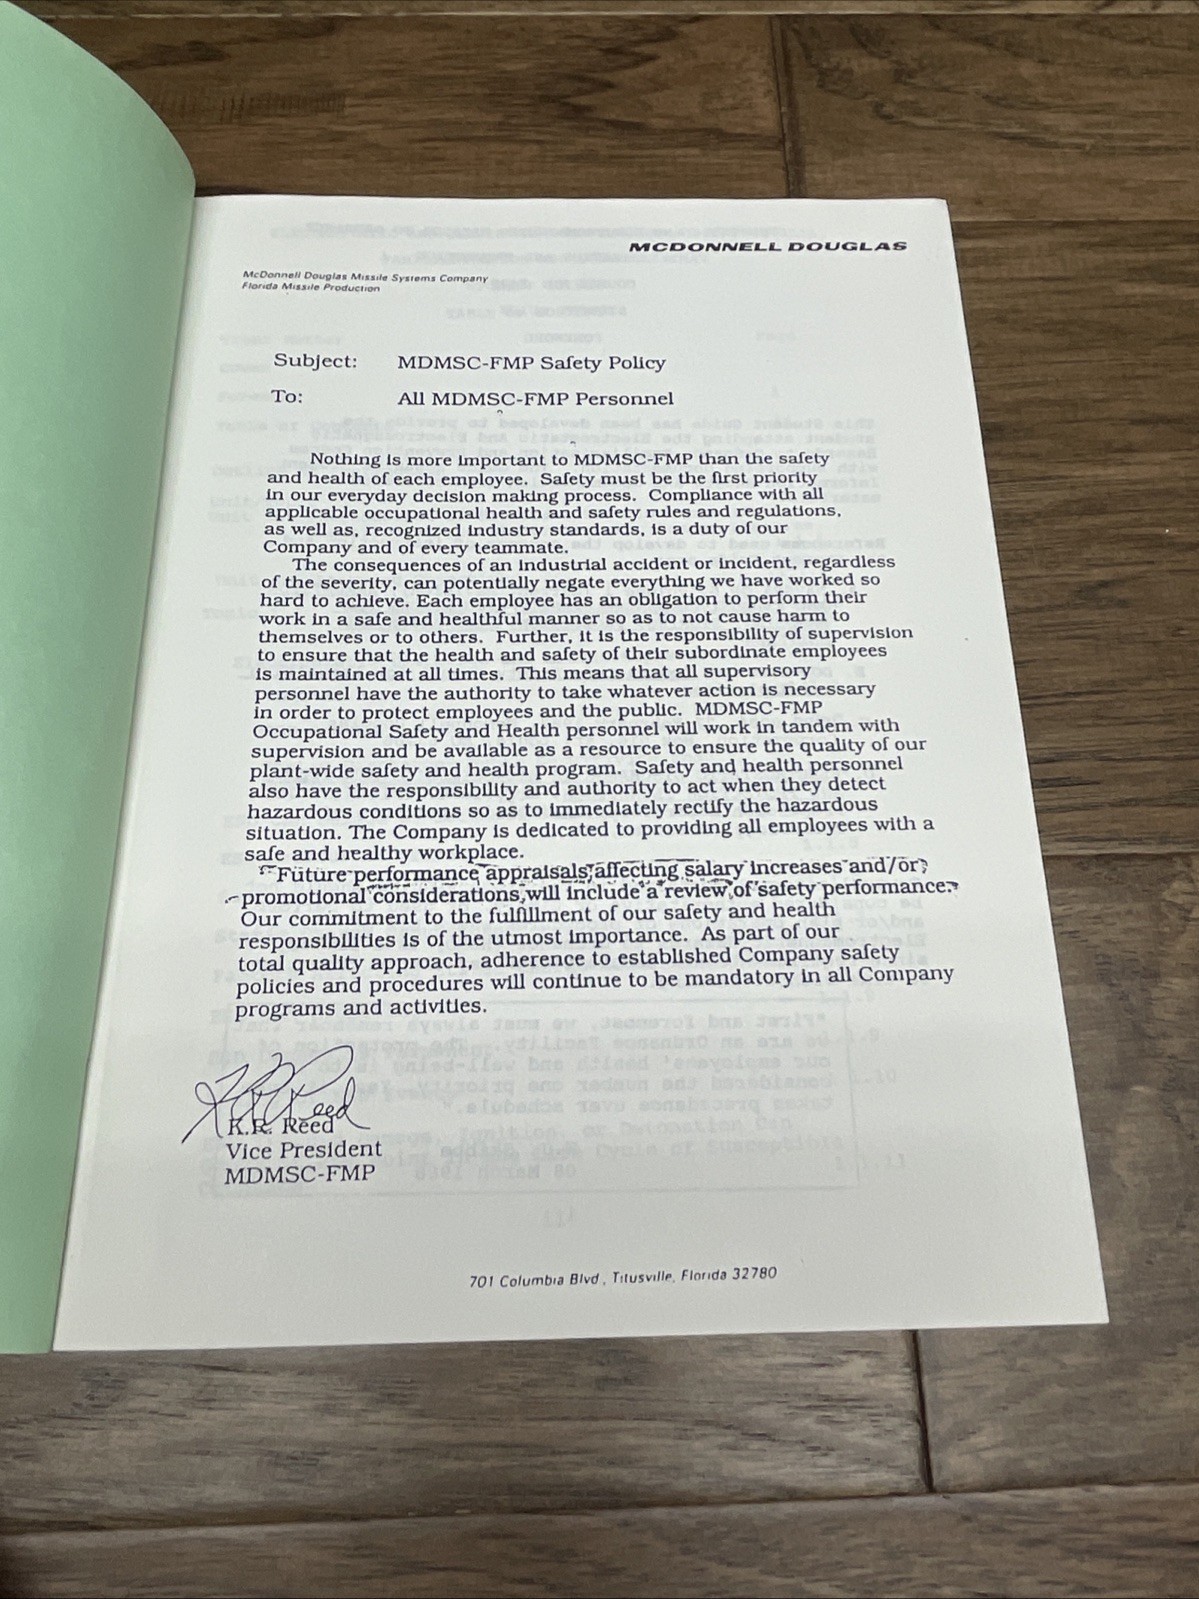 MCDONNELL DOUGLAS
McDonnell Douglas Missile Systems Company
Florida Missile Production
Subject: MDMSC-FMP Safety Policy
To: All MDMSC-FMP Personnel
Nothing is more important to MDMSC-FMP than the safety
and health of each employee. Safety must be the first priority
in our everyday decision making process. Compliance with all
applicable occupational health and safety rules and regulations,
as well as, recognized industry standards, is a duty of our
Company and of every teammate.
The consequences of an industrial accident or incident, regardless
of the severity, can potentially negate everything we have worked so
hard to achieve. Each employee has an obligation to perform their
work in a safe and healthful manner so as to not cause harm to
themselves or to others. Further, it is the responsibility of supervision
to ensure that the health and safety of their subordinate employees
is maintained at all times. This means that all supervisory
personnel have the authority to take whatever action is necessary
in order to protect employees and the public. MDMSC-FMP
Occupational Safety and Health personnel will work in tandem with
supervision and be available as a resource to ensure the quality of our
plant-wide safety and health program. Safety and health personnel
also have the responsibility and authority to act when they detect
hazardous conditions so as to immediately rectify the hazardous
situation. The Company is dedicated to providing all employees with a
safe and healthy workplace.
Future performance appraisals, affecting salary increases and/or
promotional considerations, will include a review of safety performance.
Our commitment to the fulfillment of our safety and health
responsibilities is of the utmost importance. As part of our
total quality approach, adherence to established Company safety
policies and procedures will continue to be mandatory in all Company
programs and activities.
K.R. Reed
K.R. Reed
Vice President
MDMSC-FMP
701 Columbia Blvd., Titusville, Florida 32780